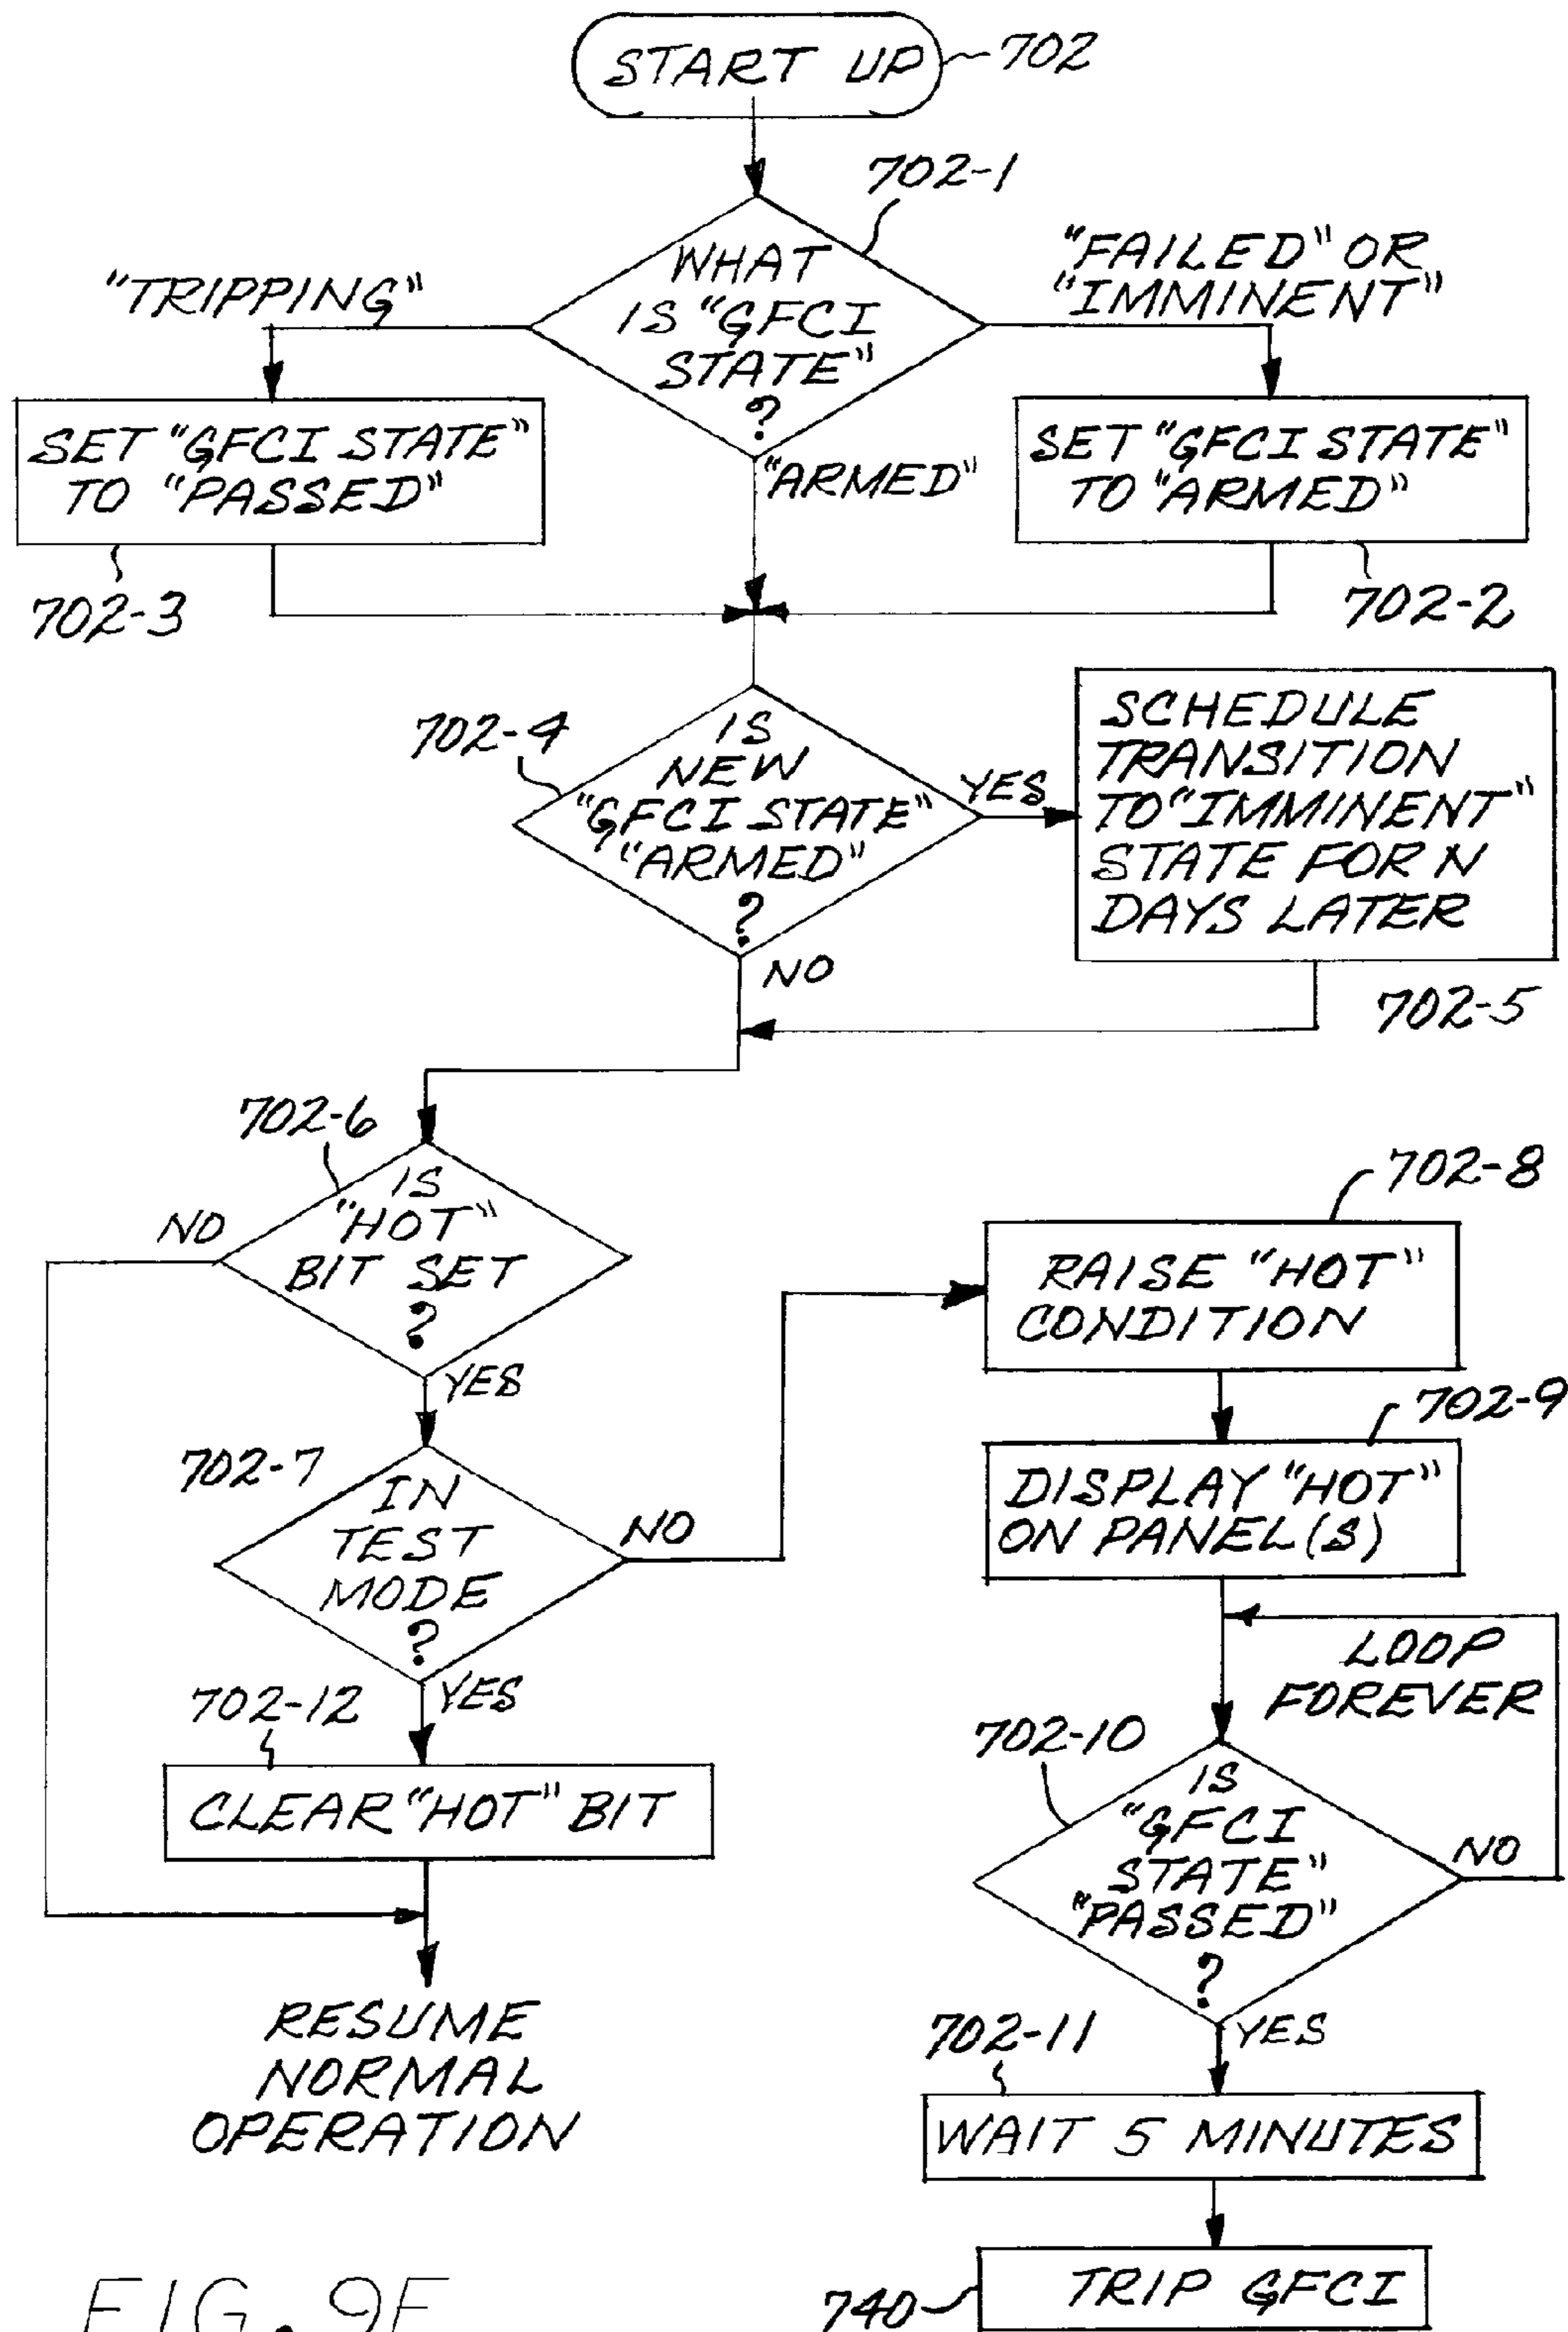 START UP
702
702-1
WHAT
IS "GFCI
STATE"
?
"TRIPPING"
"FAILED" OR
"IMMINENT"
"ARMED"
SET "GFCI STATE"
TO "PASSED"
702-3
SET "GFCI STATE"
TO "ARMED"
702-2
702-4
IS
NEW
"GFCI STATE"
"ARMED"
?
YES
NO
SCHEDULE
TRANSITION
TO "IMMINENT"
STATE FOR N
DAYS LATER
702-5
702-6
IS
"HOT"
BIT SET
?
NO
YES
702-7
IN
TEST
MODE
?
NO
YES
702-8
RAISE "HOT"
CONDITION
702-9
DISPLAY "HOT"
ON PANEL(S)
LOOP
FOREVER
702-12
CLEAR "HOT" BIT
RESUME
NORMAL
OPERATION
702-10
IS
"GFCI
STATE"
"PASSED"
?
NO
YES
702-11
WAIT 5 MINUTES
740
TRIP GFCI